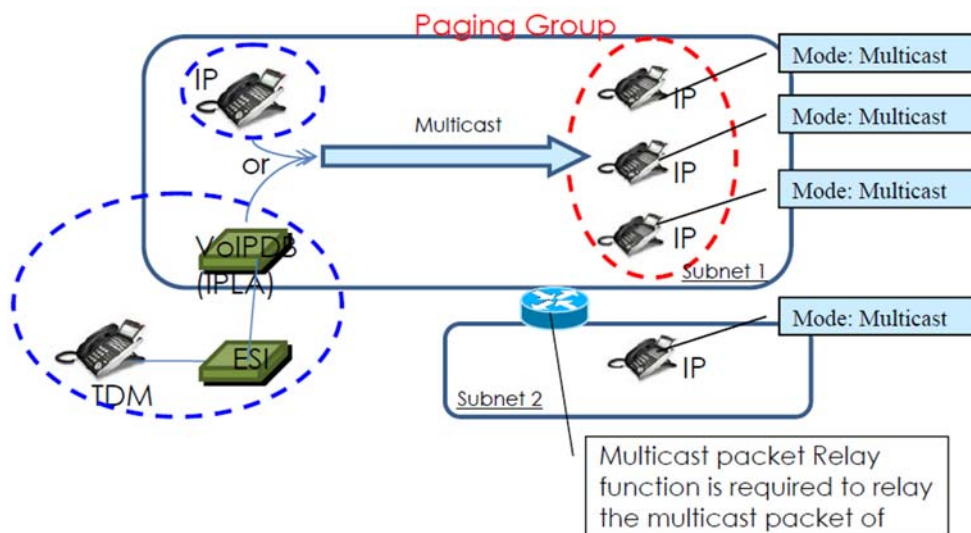 Paging Group
Mode: Multicast
IP
IP
Multicast
Mode: Multicast
or
IP
Mode: Multicast
VoIPDB
(IPLA)
IP
Subnet 1
Mode: Multicast
ESI
IP
TDM
Subnet 2
Multicast packet Relay
function is required to relay
the multicast packet of